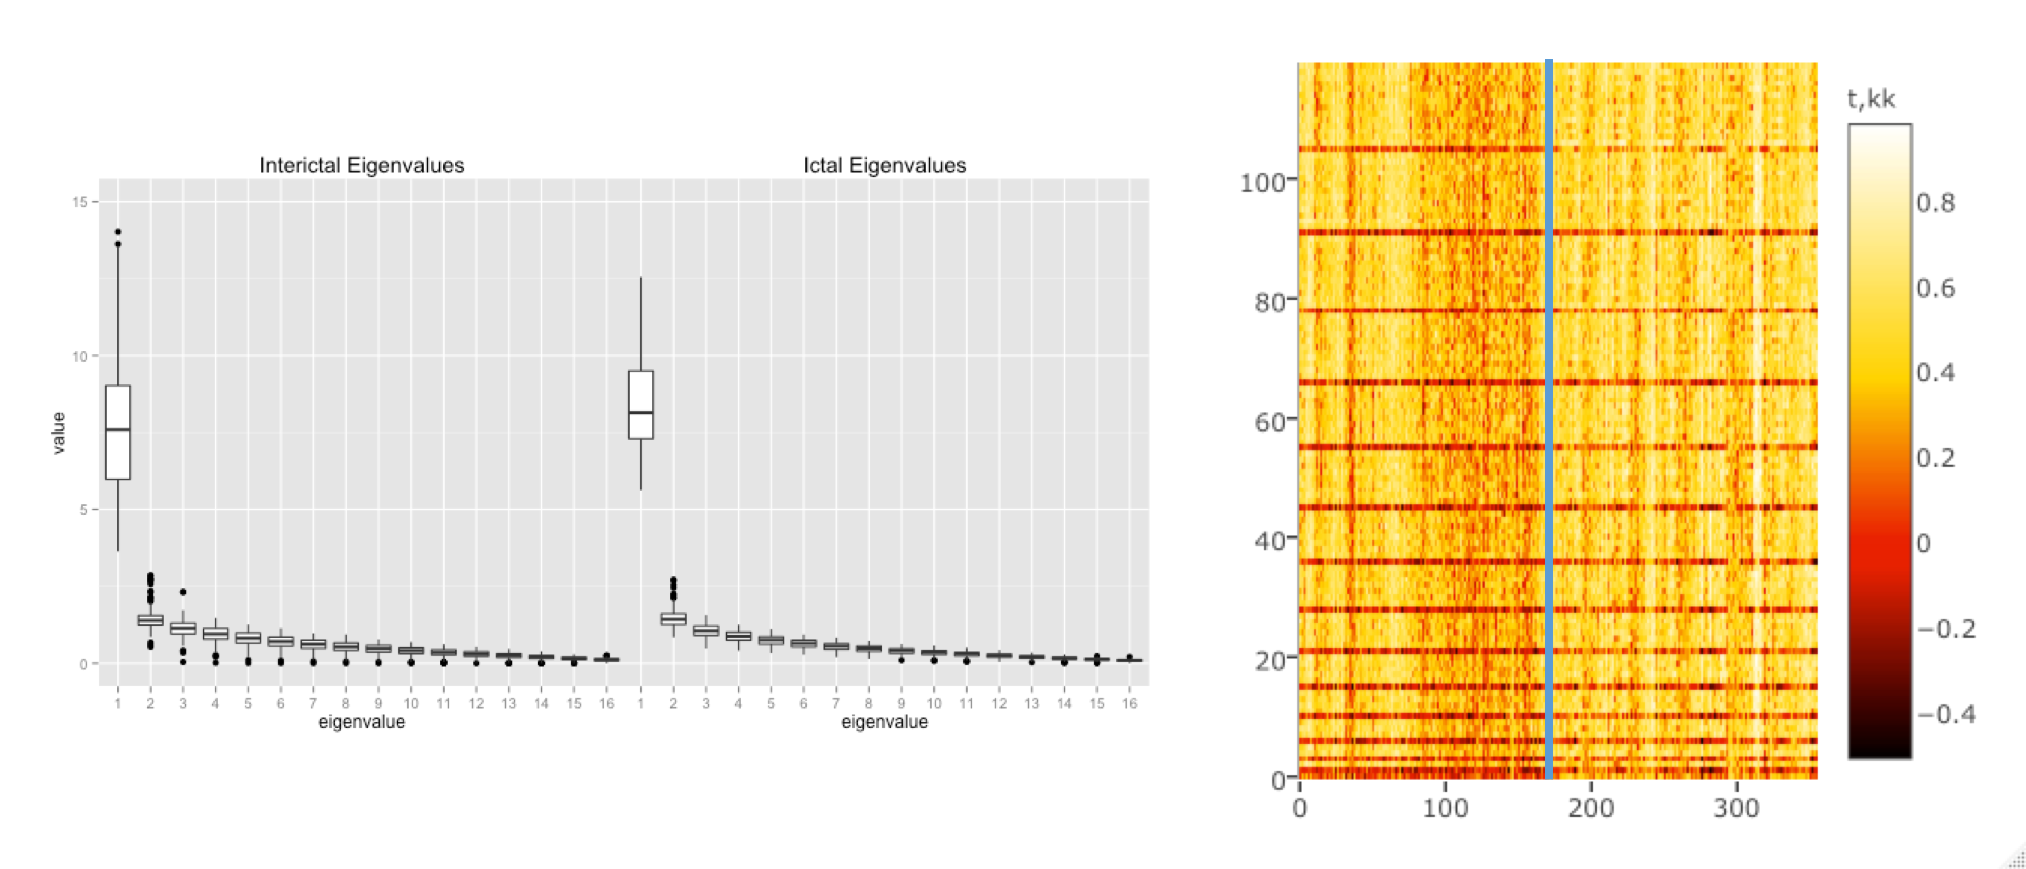 Interictal Eigenvalues
Ictal Eigenvalues
15
10
5
0
value
1 2 3 4 5 6 7 8 9 10 11 12 13 14 15 16
1 2 3 4 5 6 7 8 9 10 11 12 13 14 15 16
eigenvalue
eigenvalue
100
80
60
40
20
0
0 100 200 300
t,kk
0.8
0.6
0.4
0.2
0
−0.2
−0.4